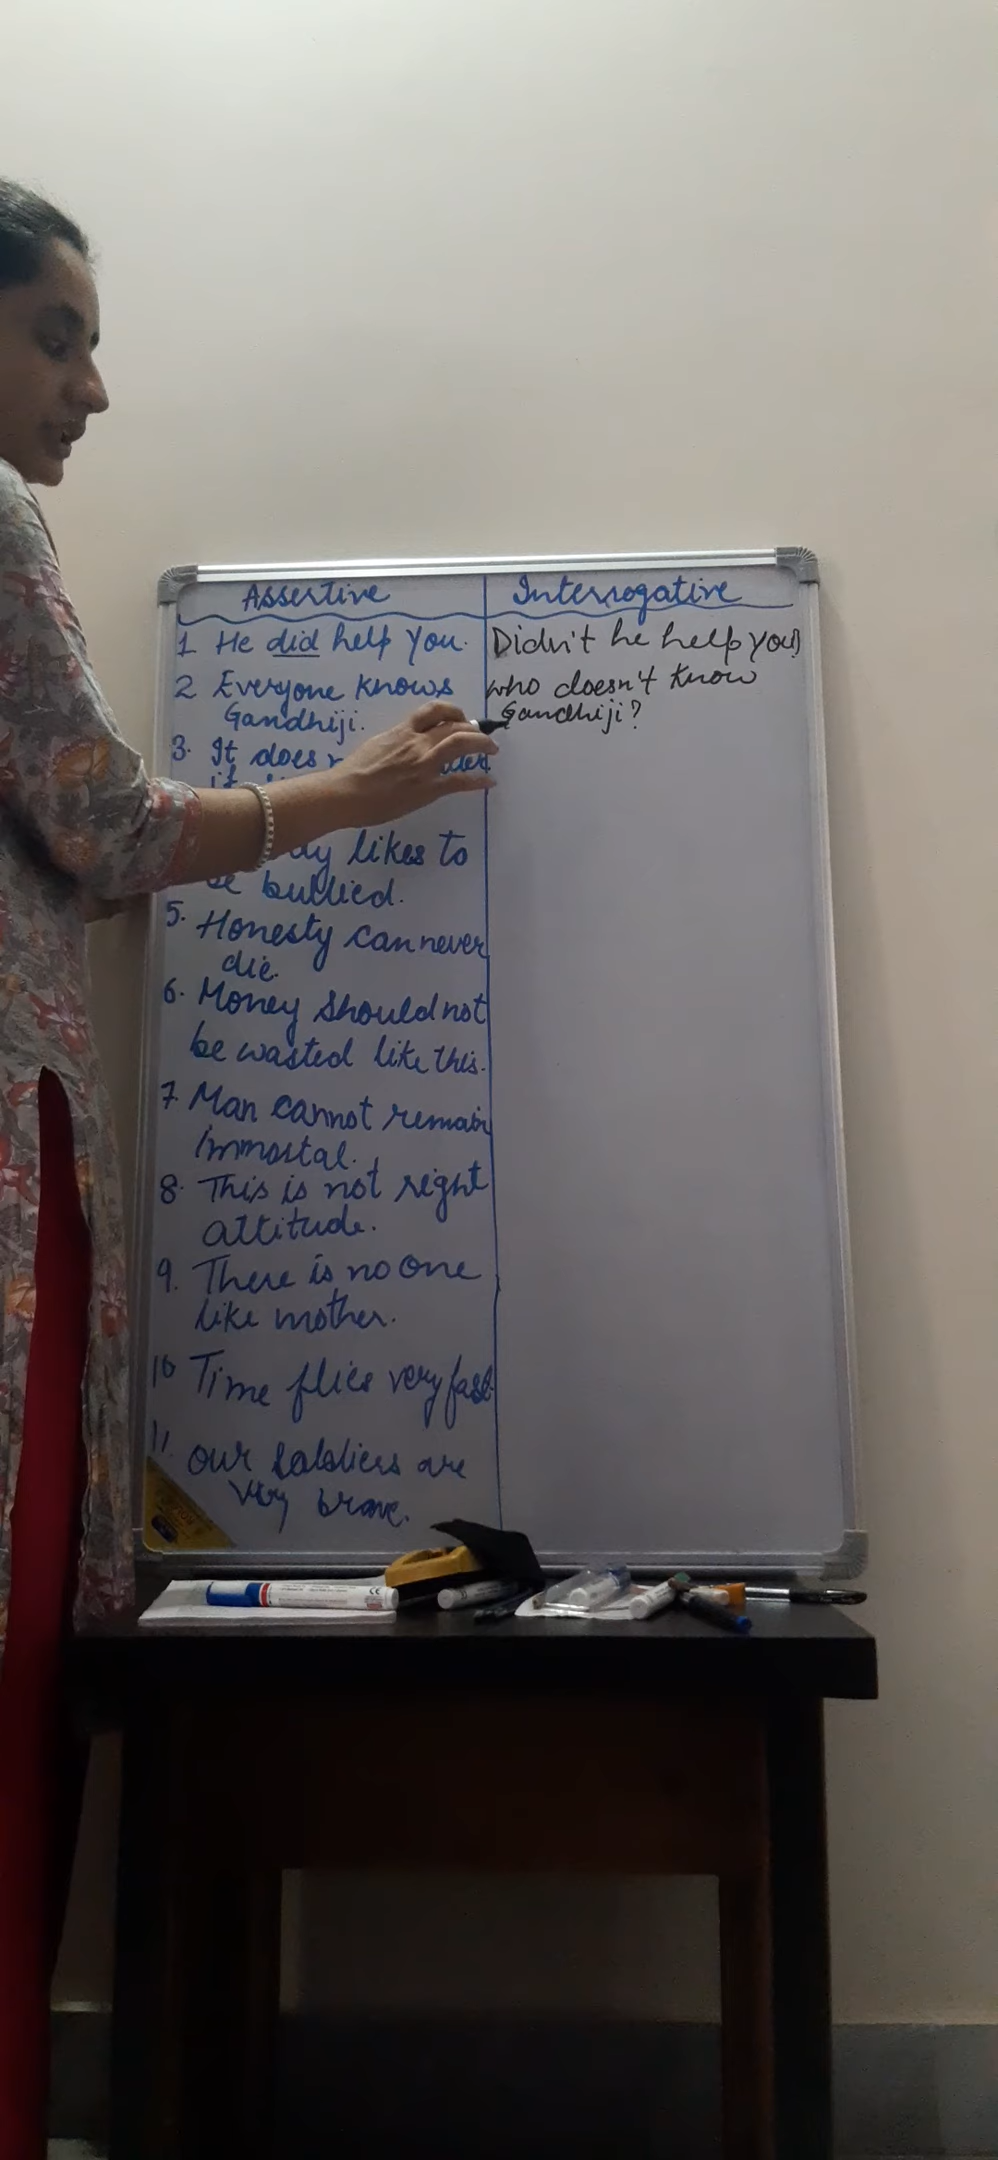 Assertive Interrogative
1 He did help you. Didn't he help you?
2 Everyone knows who doesn't know
Gandhiji. Gandhiji?
3. It does
likes to
be bullied.
5. Honesty can never
die.
6. Money should not
be wasted like this.
7. Man cannot remain
immortal.
8. This is not right
attitude.
9. There is no one
like mother.
10 Time flies very fast.
11. our soldiers are
very brave.